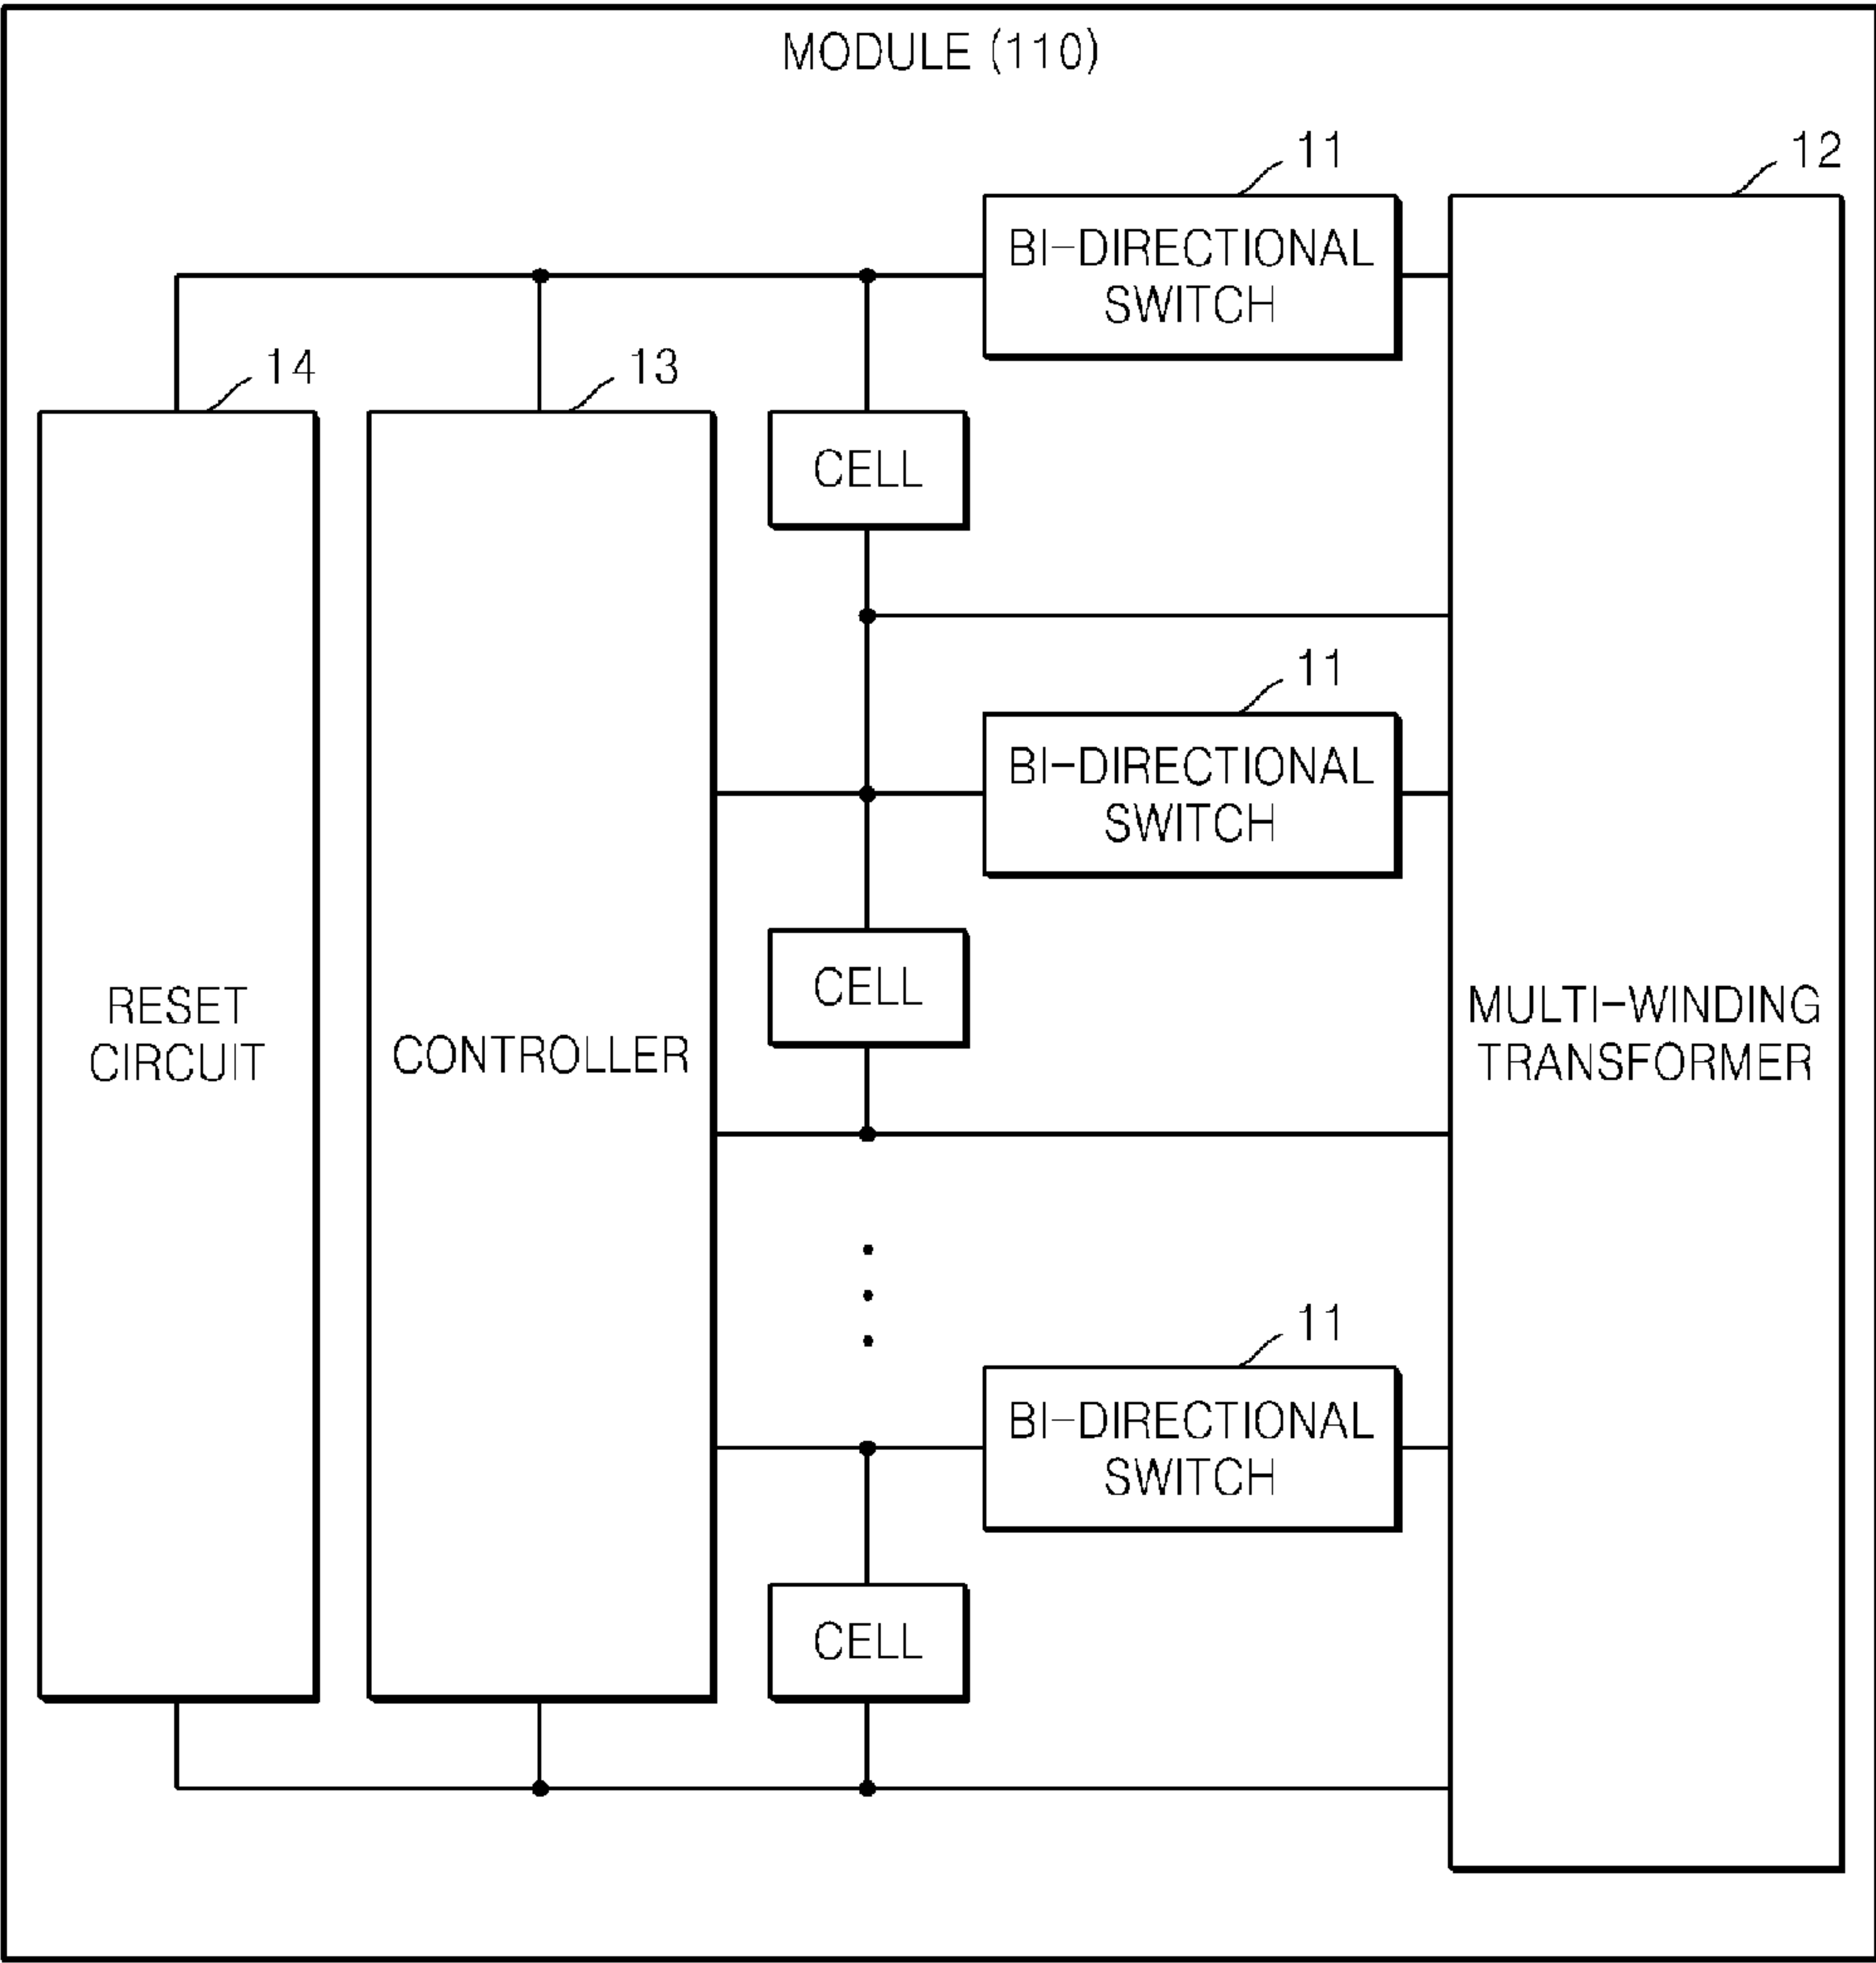 MODULE (110)
11
12
BI-DIRECTIONAL
SWITCH
14
13
CELL
11
BI-DIRECTIONAL
SWITCH
CELL
RESET
CIRCUIT
CONTROLLER
MULTI-WINDING
TRANSFORMER
11
BI-DIRECTIONAL
SWITCH
CELL